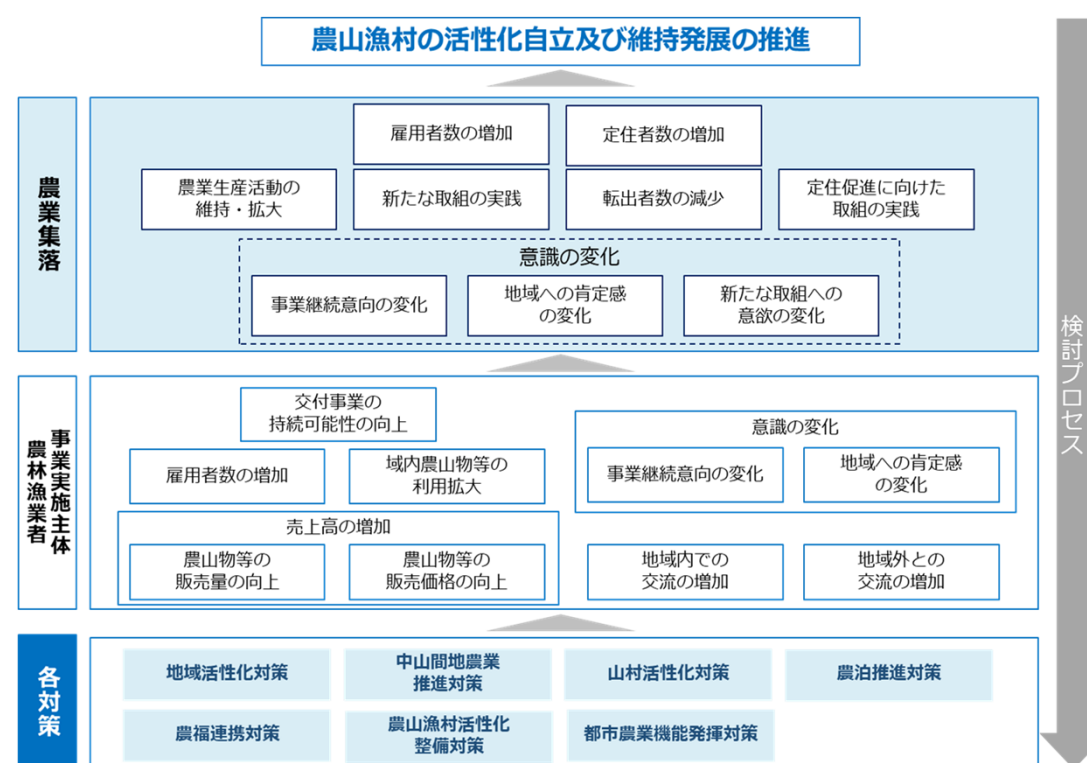 農山漁村の活性化自立及び維持発展の推進
農業集落
雇用者数の増加
定住者数の増加
農業生産活動の
維持・拡大
新たな取組の実践
転出者数の減少
定住促進に向けた
取組の実践
意識の変化
事業継続意向の変化
地域への肯定感
の変化
新たな取組への
意欲の変化
事業実施主体
農林漁業者
交付事業の
持続可能性の向上
雇用者数の増加
域内農山物等の
利用拡大
売上高の増加
農山物等の
販売量の向上
農山物等の
販売価格の向上
意識の変化
事業継続意向の変化
地域への肯定感
の変化
地域内での
交流の増加
地域外との
交流の増加
各対策
地域活性化対策
中山間地農業
推進対策
山村活性化対策
農泊推進対策
農福連携対策
農山漁村活性化
整備対策
都市農業機能発揮対策
検討プロセス